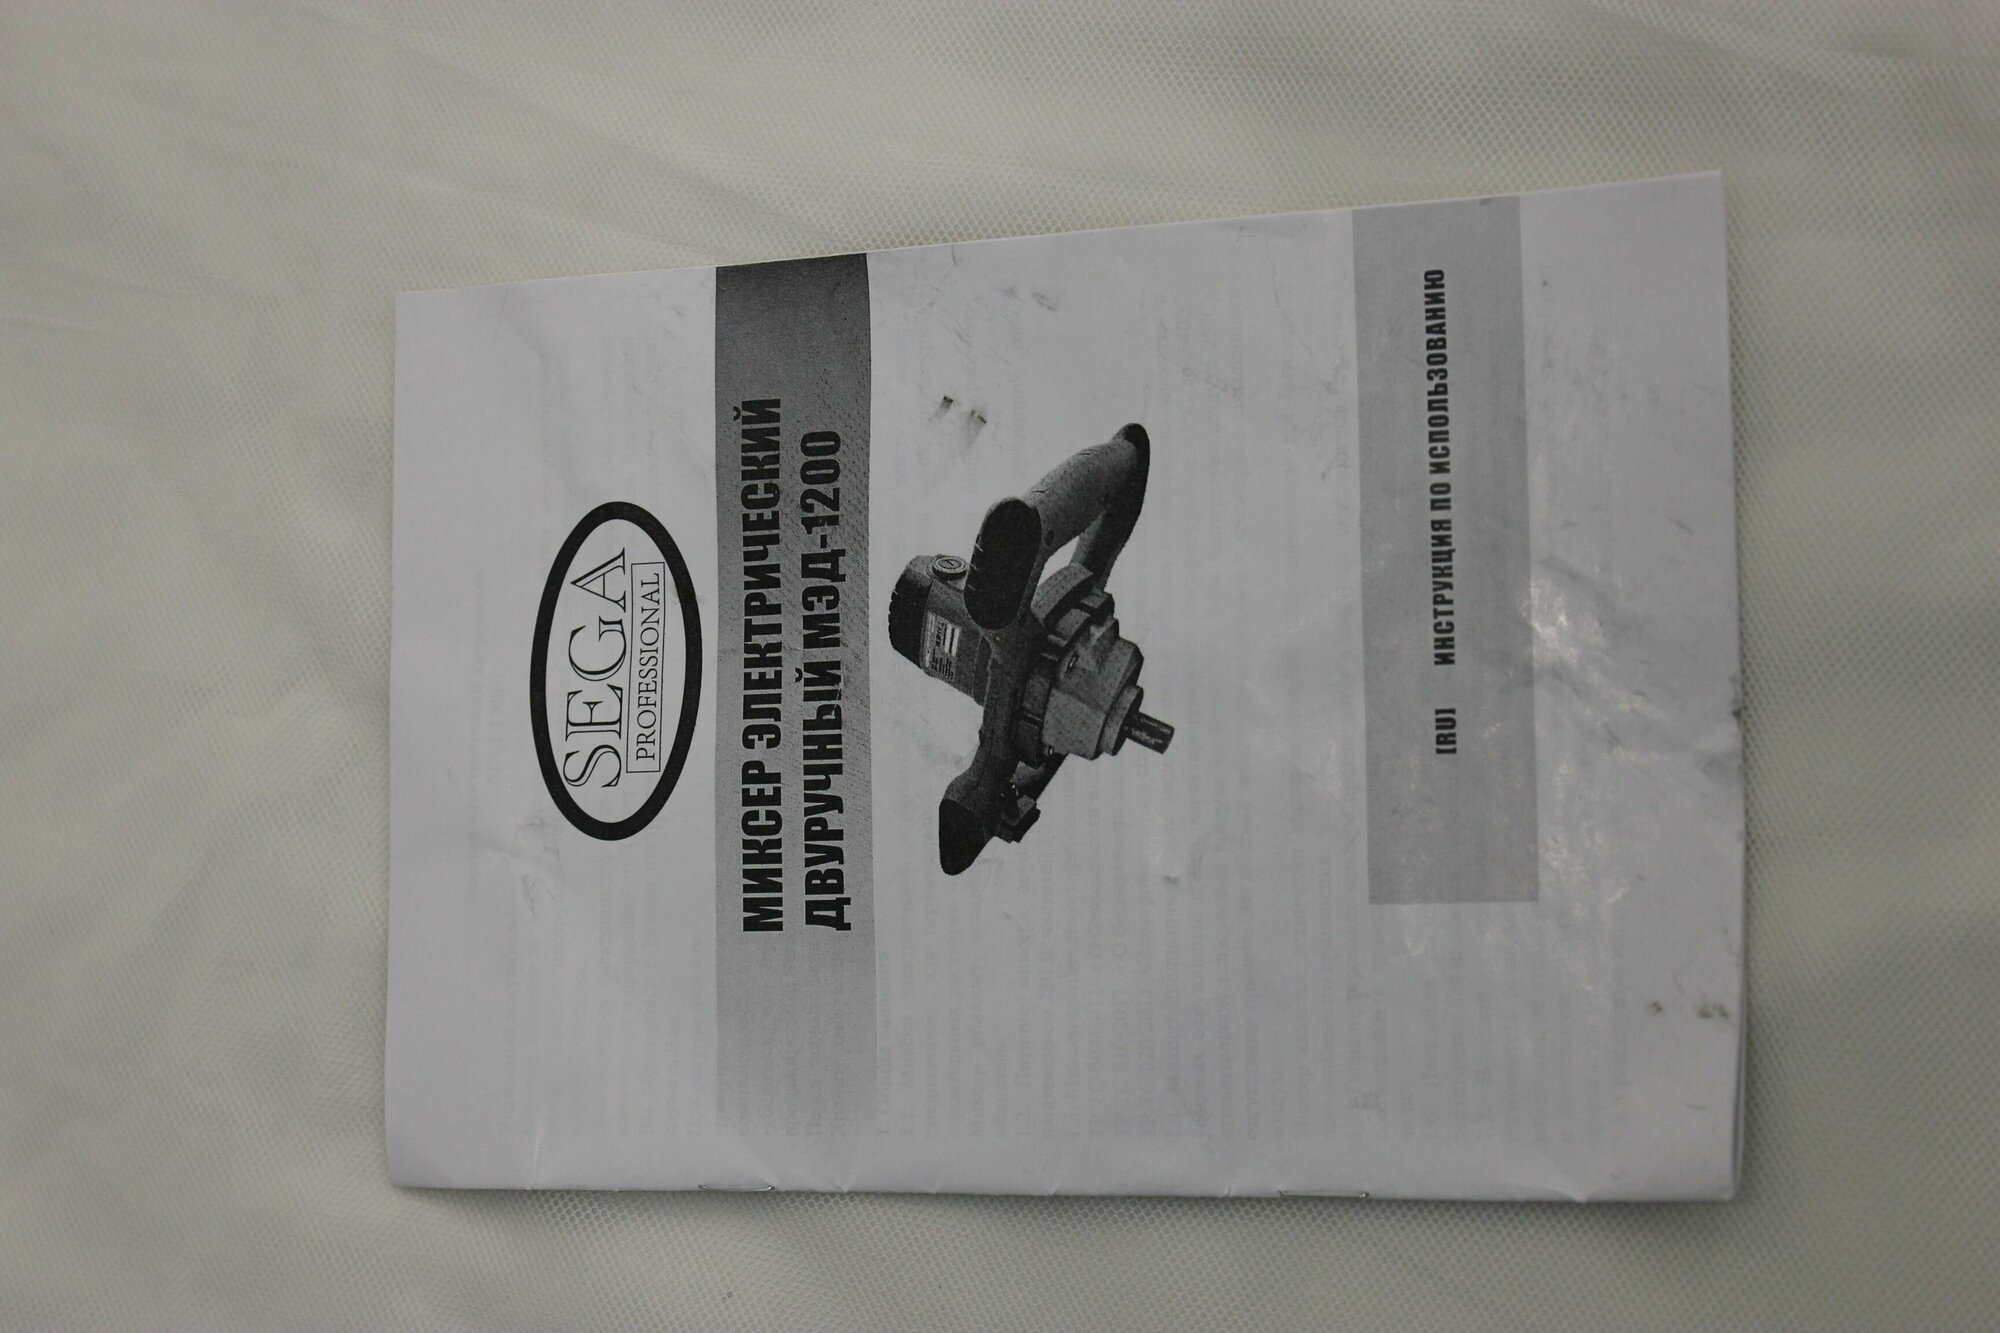 SEGA
PROFESSIONAL
МИКСЕР ЭЛЕКТРИЧЕСКИЙ
ДВУРУЧНЫЙ МЭД-1200
[RU] ИНСТРУКЦИЯ ПО ИСПОЛЬЗОВАНИЮ